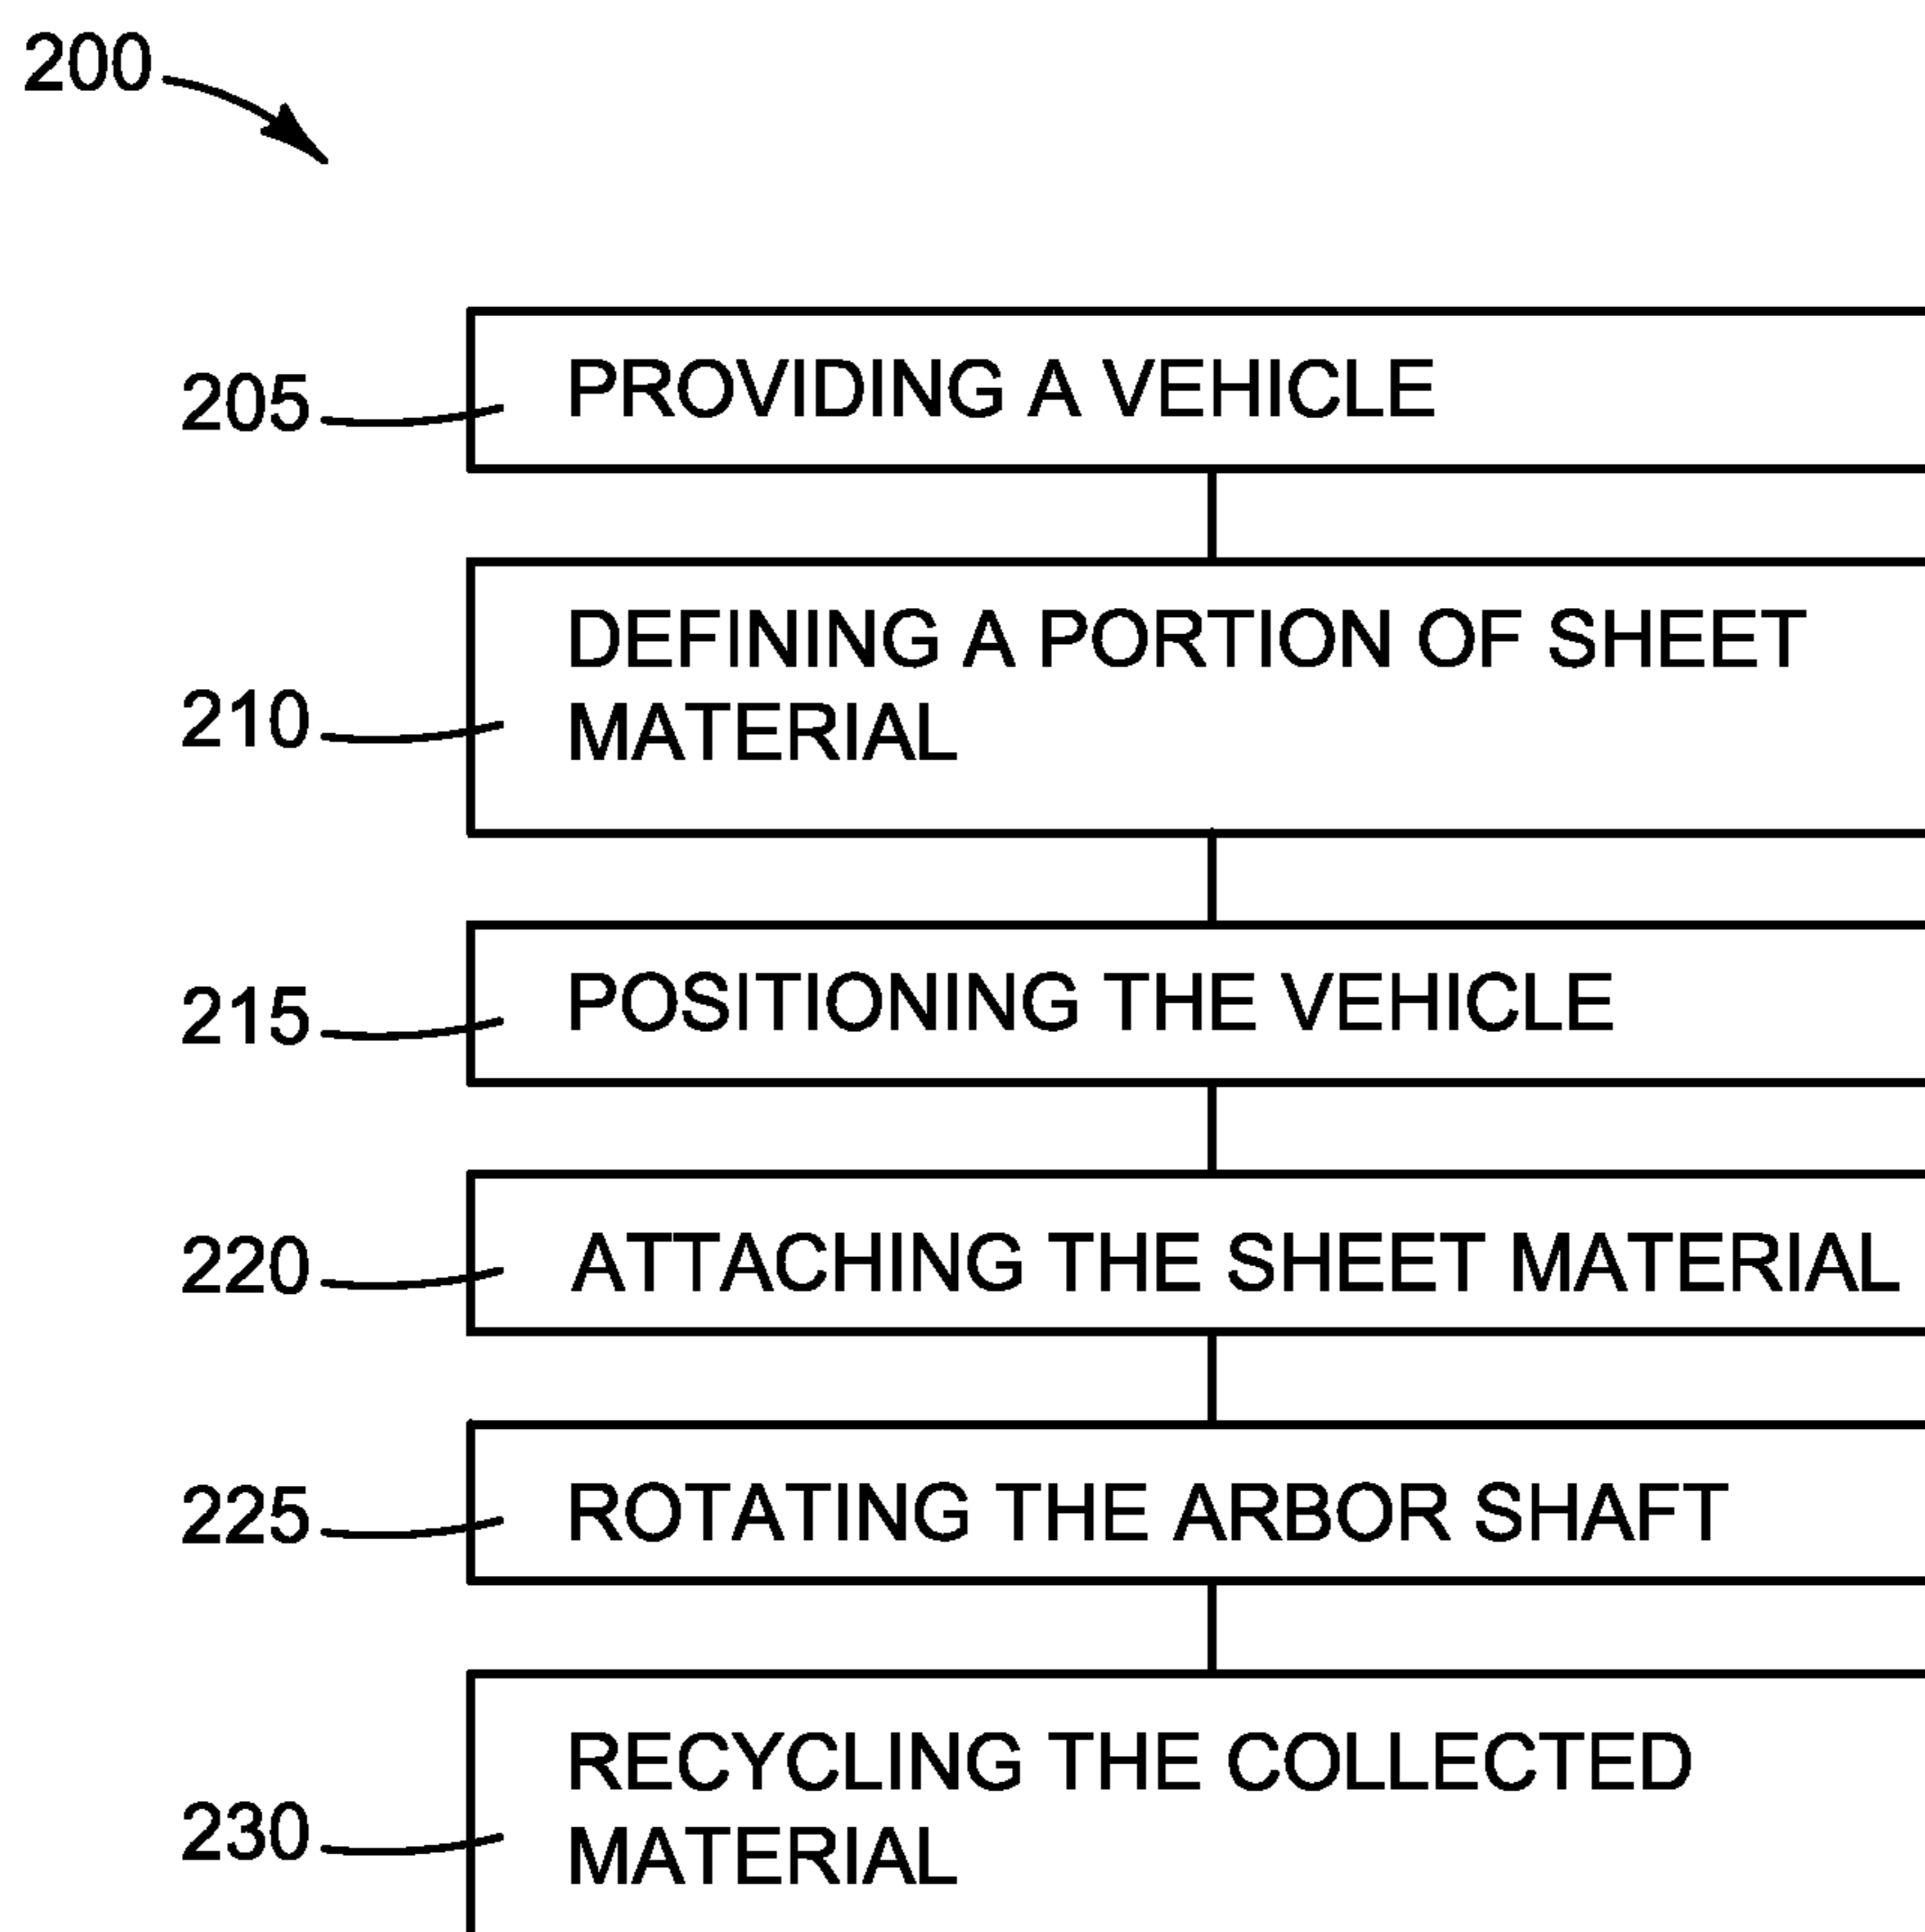 200
205 PROVIDING A VEHICLE
DEFINING A PORTION OF SHEET
210 MATERIAL
215 POSITIONING THE VEHICLE
220 ATTACHING THE SHEET MATERIAL
225 ROTATING THE ARBOR SHAFT
RECYCLING THE COLLECTED
230 MATERIAL